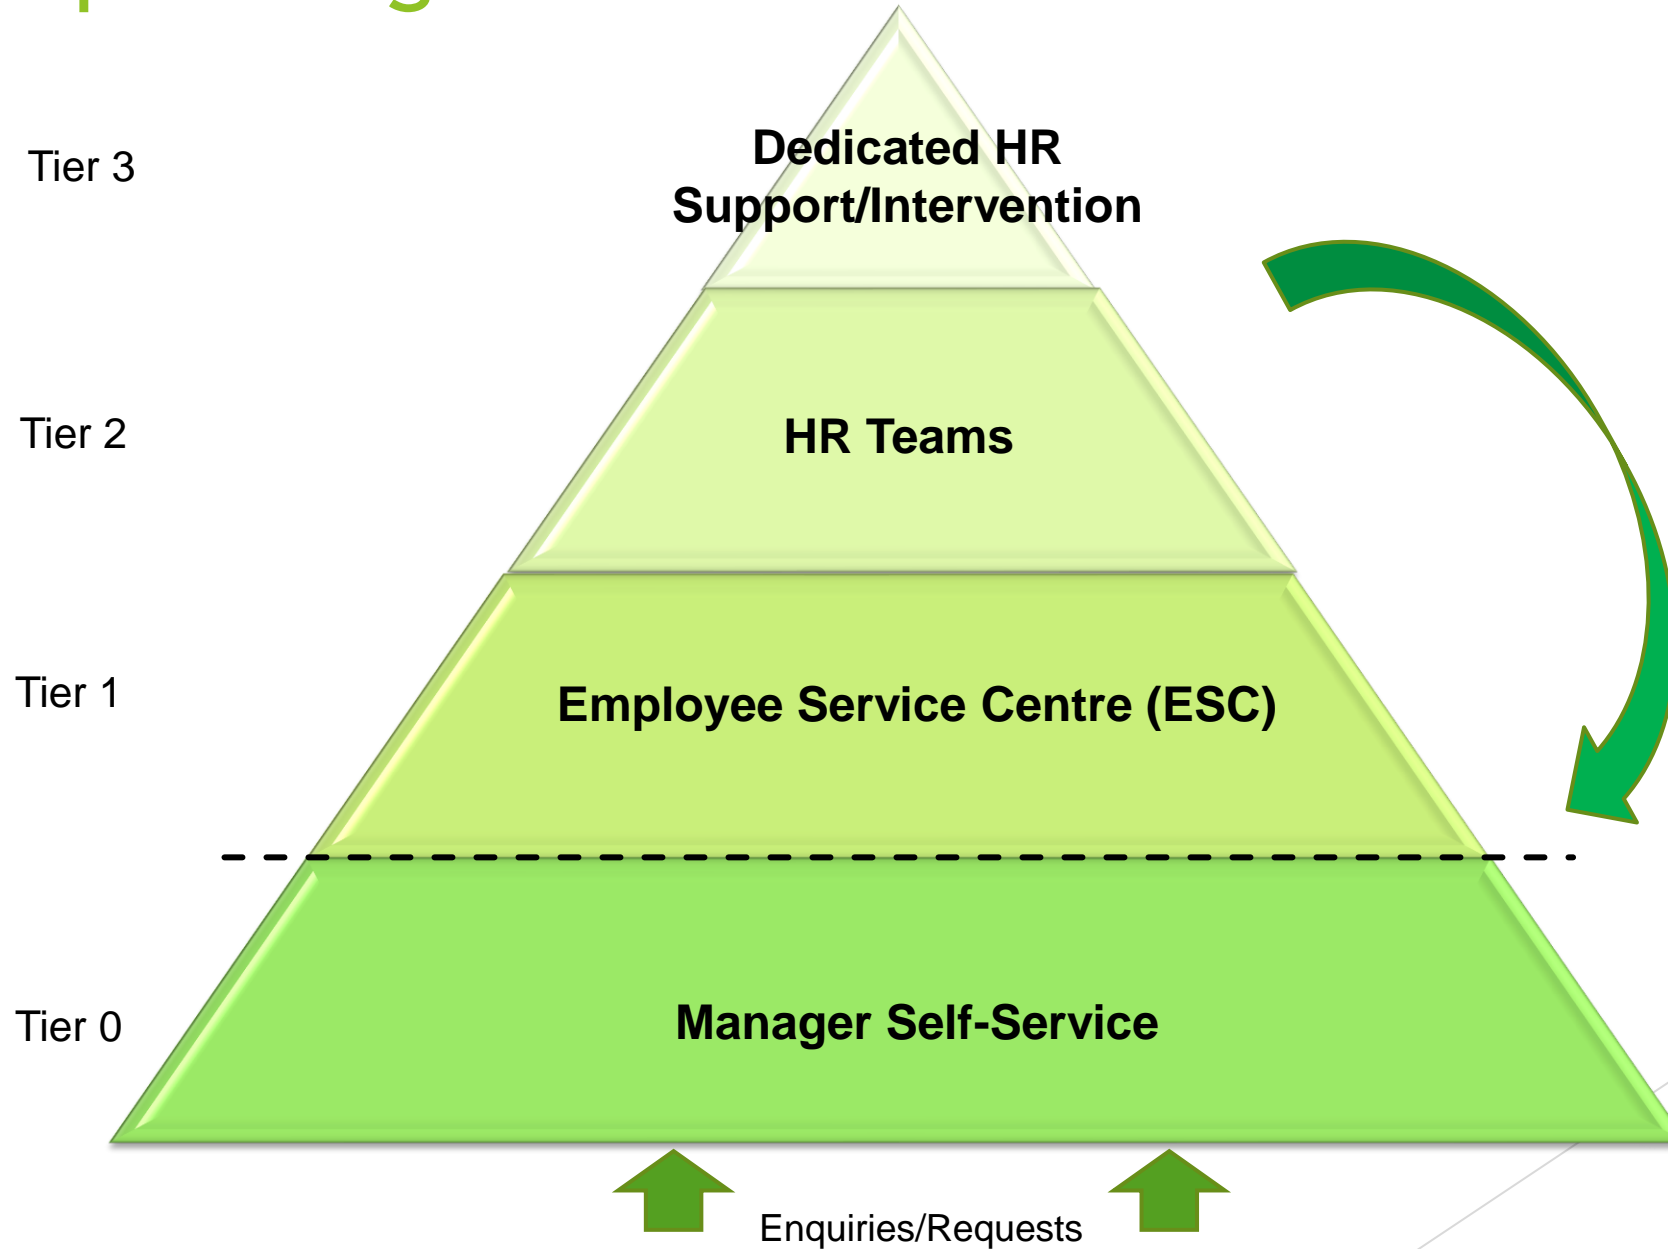 Tier 3
Dedicated HR
Support/Intervention
Tier 2
HR Teams
Tier 1
Employee Service Centre (ESC)
Tier 0
Manager Self-Service
Enquiries/Requests